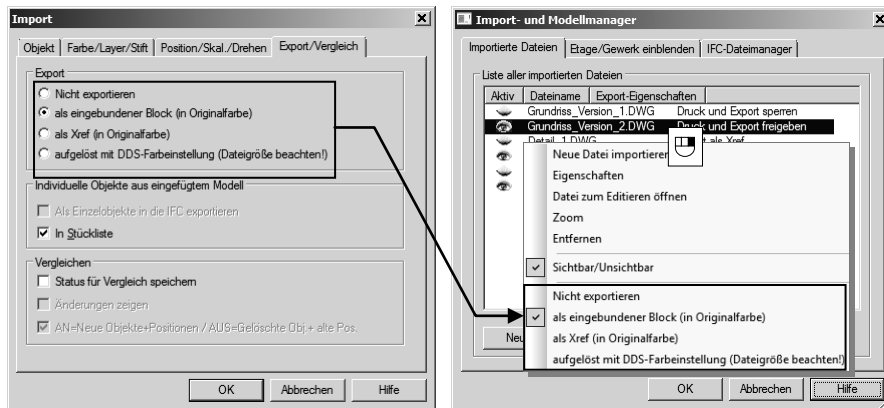 Import
Objekt Farbe/Layer/Stift Position/Skal./Drehen Export/Vergleich
Export
Nicht exportieren
als eingebundener Block (in Originalfarbe)
als Xref (in Originalfarbe)
aufgelöst mit DDS-Farbeinstellung (Dateigröße beachten!)
Individuelle Objekte aus eingefügtem Modell
Als Einzelobjekte in die IFC exportieren
In Stückliste
Vergleichen
Status für Vergleich speichern
Änderungen zeigen
AN=Neue Objekte+Positionen / AUS=Gelöschte Obj.+ alte Pos.
OK Abbrechen Hilfe
Import- und Modellmanager
Importierte Dateien Etage/Gewerk einblenden IFC-Dateimanager
Liste aller importierten Dateien
Aktiv Dateiname Export-Eigenschaften
Grundriss_Version_1.DWG Druck und Export sperren
Grundriss_Version_2.DWG Druck und Export freigeben
Detail_1.DWG als Xref
Neue Datei importieren
Eigenschaften
Datei zum Editieren öffnen
Zoom
Entfernen
Sichtbar/Unsichtbar
Nicht exportieren
als eingebundener Block (in Originalfarbe)
als Xref (in Originalfarbe)
aufgelöst mit DDS-Farbeinstellung (Dateigröße beachten!)
Neu
OK Abbrechen Hilfe